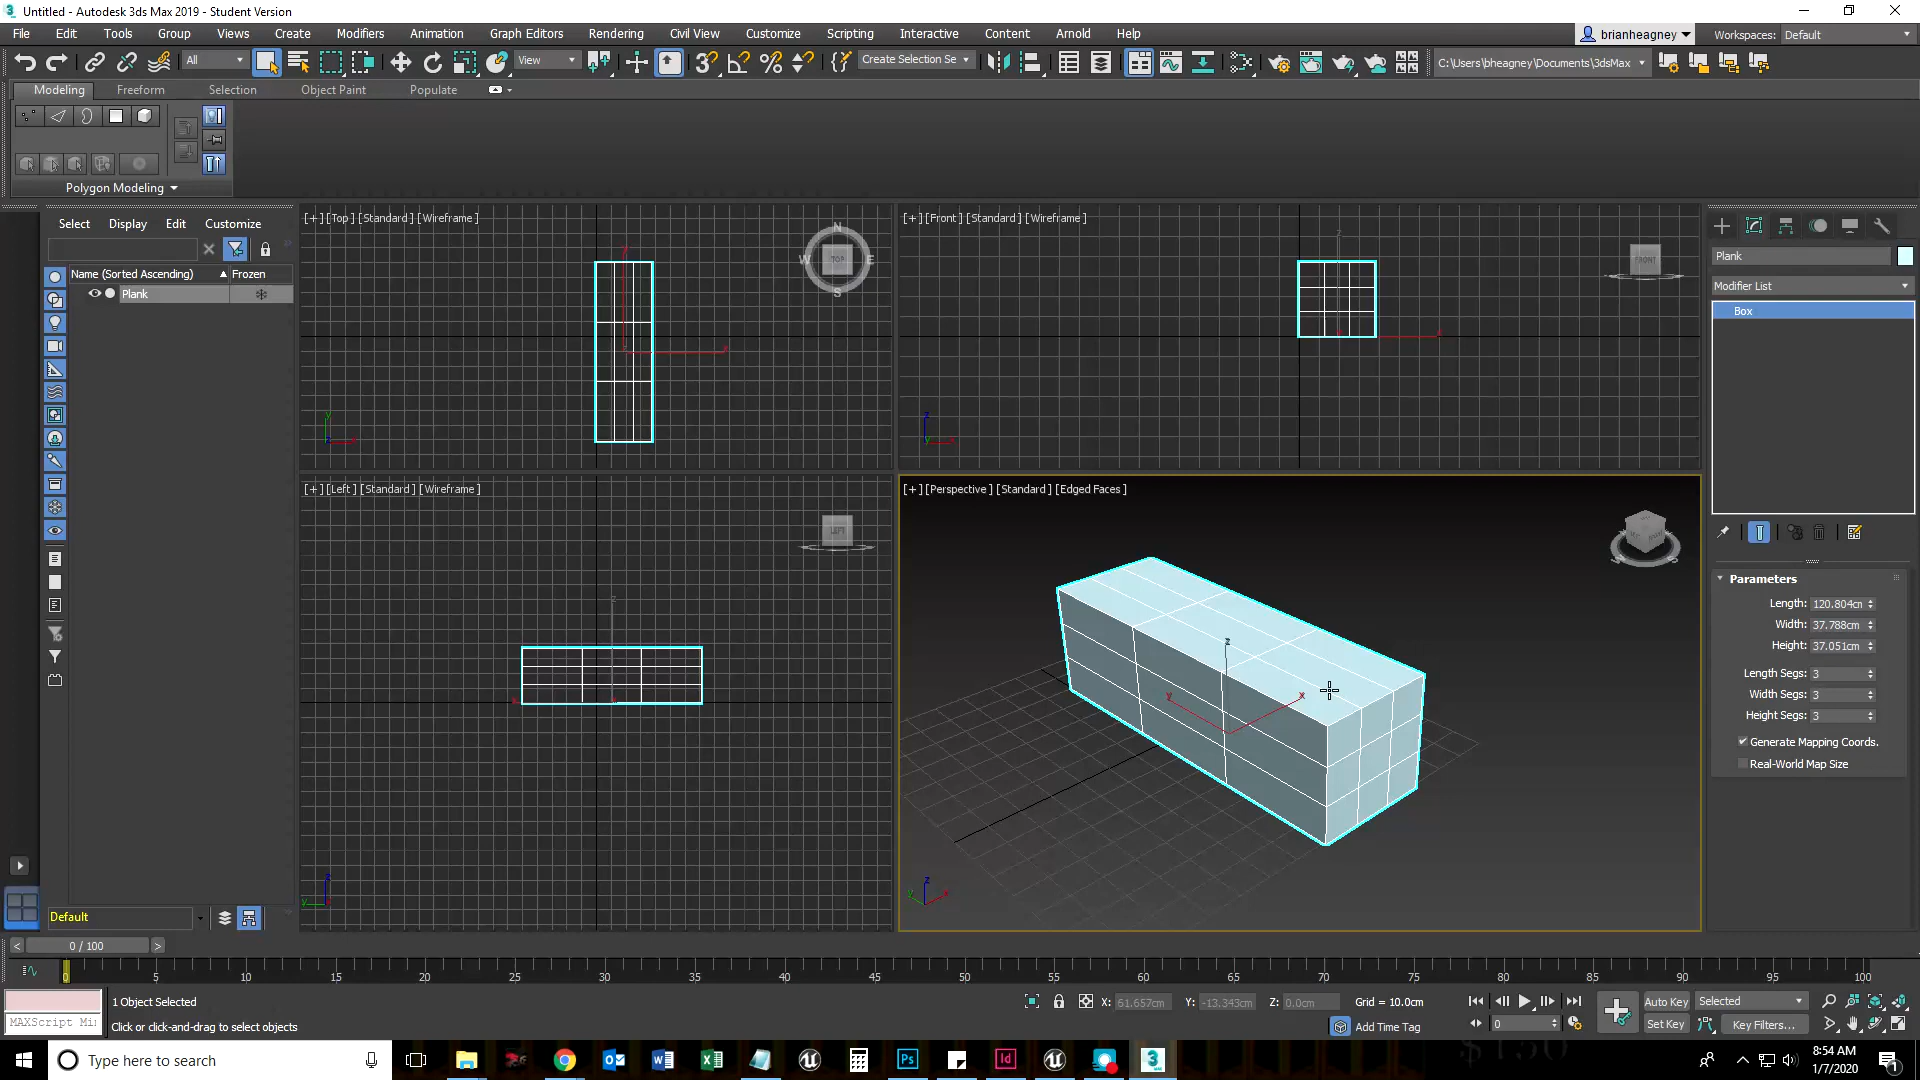 Untitled - Autodesk 3ds Max 2019 - Student Version
File Edit Tools Group Views Create Modifiers Animation Graph Editors Rendering Civil View Customize Scripting Interactive Content Arnold Help
brianheagney Workspaces: Default
All View Create Selection Se C:\Users\bheagney\Documents\3dsMax
Modeling Freeform Selection Object Paint Populate
Polygon Modeling
Select Display Edit Customize
Name (Sorted Ascending) Frozen
Plank
[+] [Top] [Standard] [Wireframe]
N
W TOP E
S
[+] [Front] [Standard] [Wireframe]
FRONT
[+] [Left] [Standard] [Wireframe]
LEFT
[+] [Perspective] [Standard] [Edged Faces]
Plank
Modifier List
Box
Parameters
Length: 120.804cm
Width: 37.788cm
Height: 37.051cm
Length Segs: 3
Width Segs: 3
Height Segs: 3
Generate Mapping Coords.
Real-World Map Size
Default
0 / 100
0 5 10 15 20 25 30 35 40 45 50 55 60 65 70 75 80 85 90 95 100
1 Object Selected X: 51.657cm Y: -13.343cm Z: 0.0cm Grid = 10.0cm Auto Key Selected
MAXScript Mi Click or click-and-drag to select objects Add Time Tag 0 Set Key Key Filters...
Type here to search
8:54 AM
1/7/2020
$150